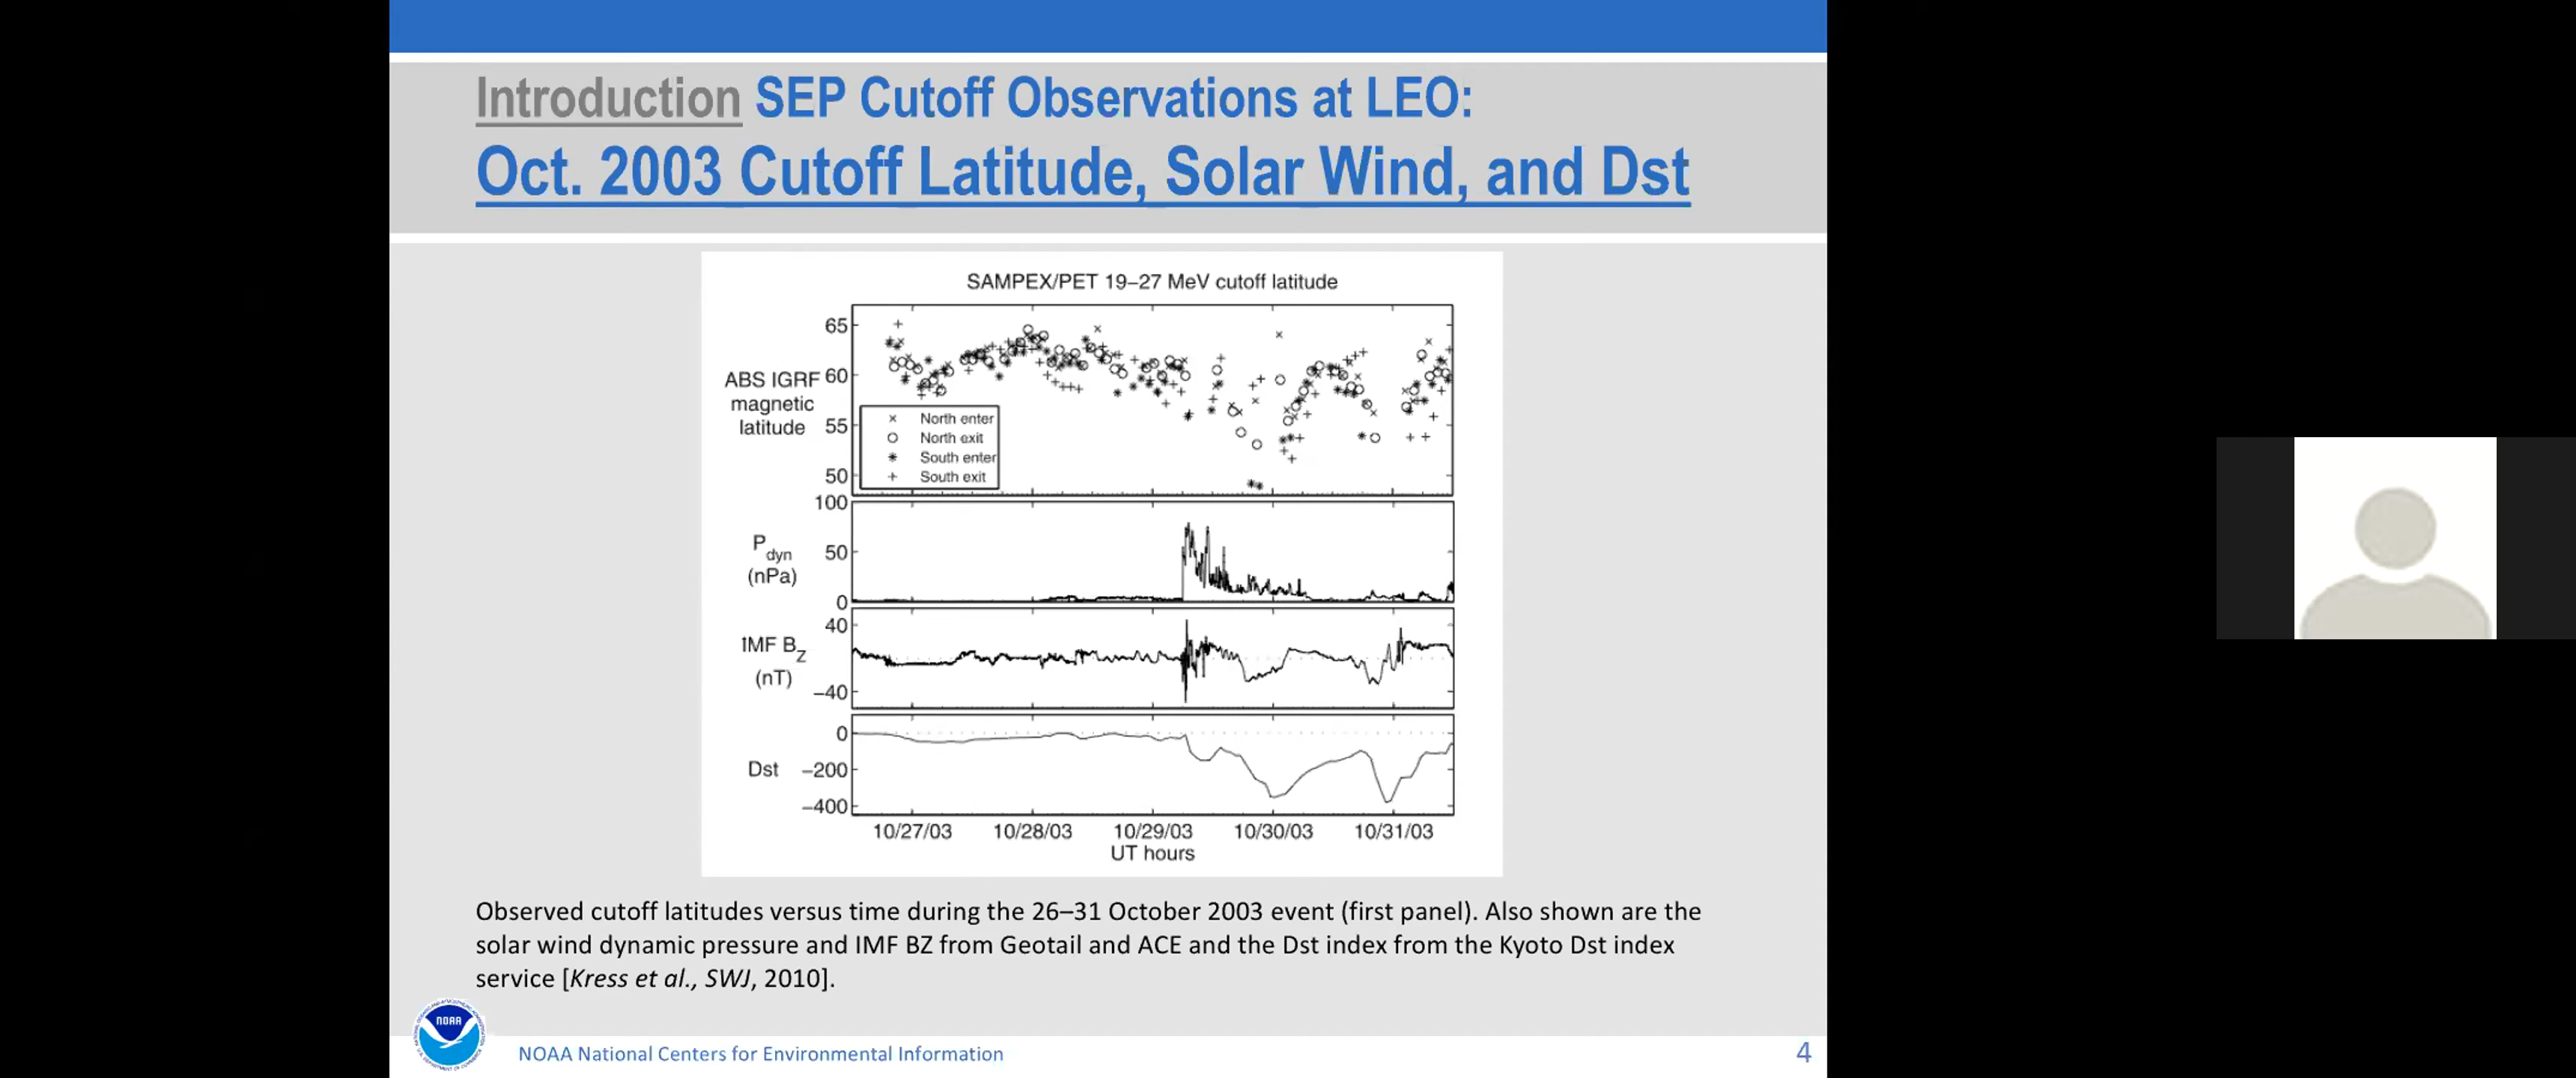 Introduction SEP Cutoff Observations at LEO:
Oct. 2003 Cutoff Latitude, Solar Wind, and Dst
SAMPEX/PET 19–27 MeV cutoff latitude
65
60
55
50
ABS IGRF
magnetic
latitude
× North enter
○ North exit
* South enter
+ South exit
100
50
0
P dyn
(nPa)
40
−40
IMF BZ
(nT)
0
−200
−400
Dst
10/27/03 10/28/03 10/29/03 10/30/03 10/31/03
UT hours
Observed cutoff latitudes versus time during the 26–31 October 2003 event (first panel). Also shown are the
solar wind dynamic pressure and IMF BZ from Geotail and ACE and the Dst index from the Kyoto Dst index
service [Kress et al., SWJ, 2010].
NOAA
NOAA National Centers for Environmental Information
4